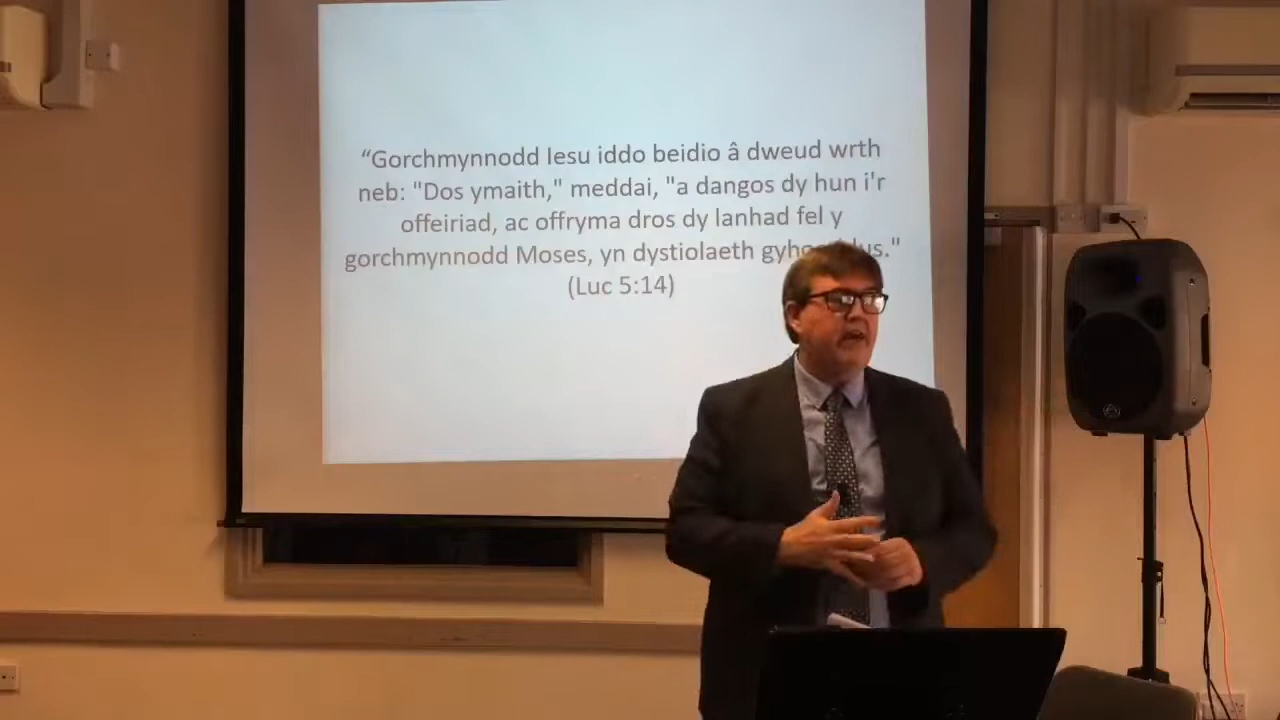 “Gorchmynnodd Iesu iddo beidio â dweud wrth
neb: "Dos ymaith," meddai, "a dangos dy hun i'r
offeiriad, ac offryma dros dy lanhad fel y
gorchmynnodd Moses, yn dystiolaeth
(Luc 5:14)